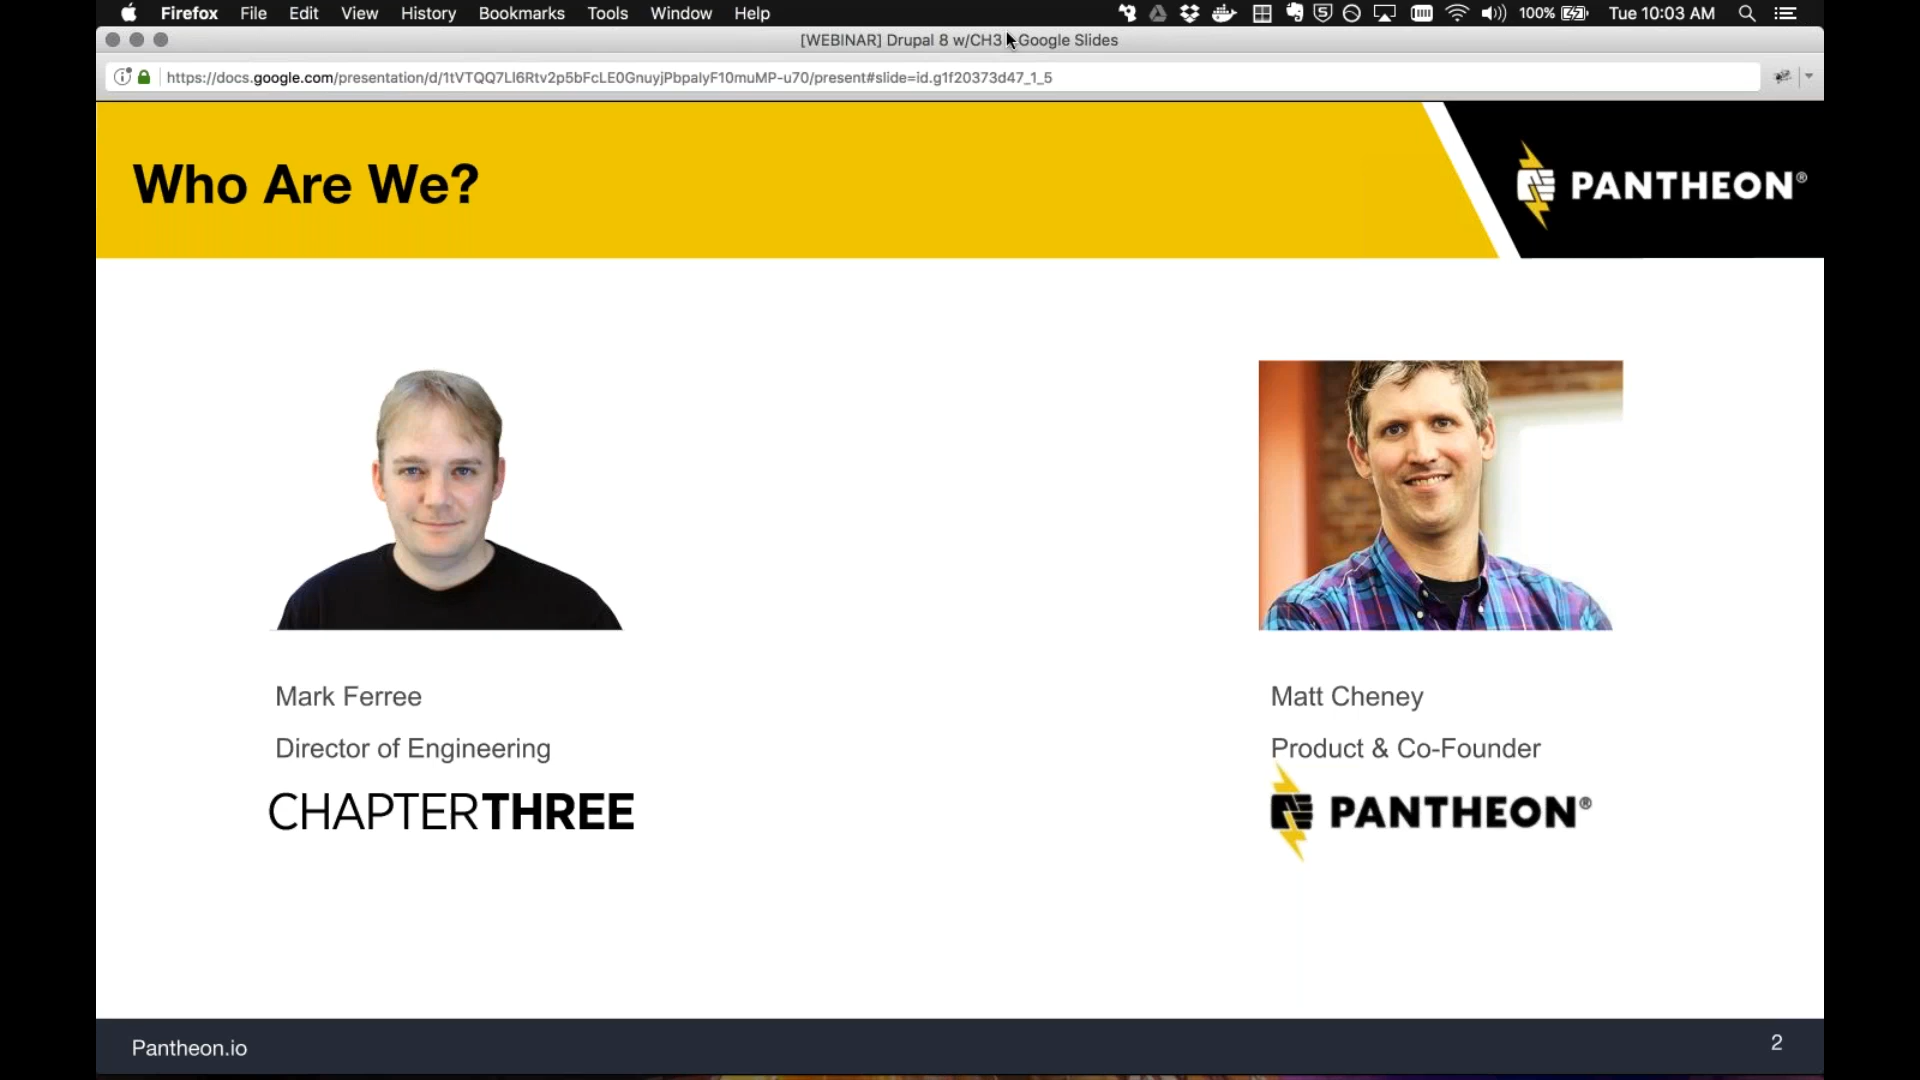 Firefox File Edit View History Bookmarks Tools Window Help 100% Tue 10:03 AM
[WEBINAR] Drupal 8 w/CH3 - Google Slides
https://docs.google.com/presentation/d/1tVTQQ7Ll6Rtv2p5bFcLE0GnuyjPbpalyF10muMP-u70/present#slide=id.g1f20373d47_1_5
Who Are We?
PANTHEON®
Mark Ferree
Director of Engineering
CHAPTERTHREE
Matt Cheney
Product & Co-Founder
PANTHEON®
Pantheon.io
2